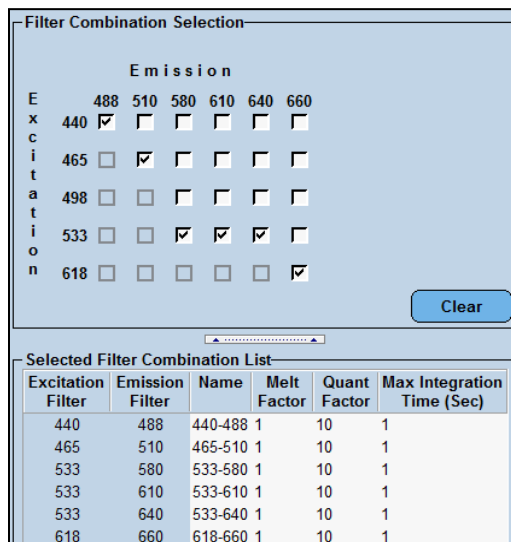 Filter Combination Selection
Emission
Excitation
488 510 580 610 640 660
440
465
498
533
618
Clear
Selected Filter Combination List
Excitation Filter Emission Filter Name Melt Factor Quant Factor Max Integration Time (Sec)
440 488 440-488 1 10 1
465 510 465-510 1 10 1
533 580 533-580 1 10 1
533 610 533-610 1 10 1
533 640 533-640 1 10 1
618 660 618-660 1 10 1